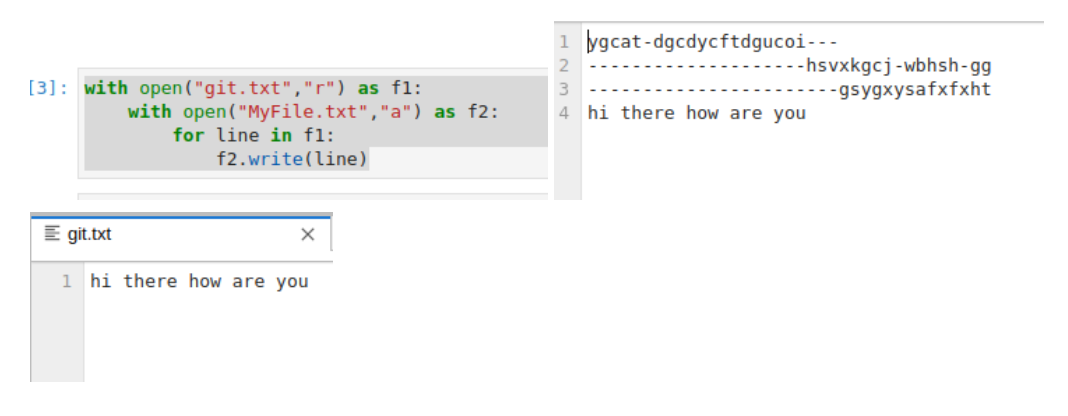 [3]: with open("git.txt","r") as f1:
    with open("MyFile.txt","a") as f2:
        for line in f1:
            f2.write(line)
1 ygcat-dgcdycftdgucoi---
2 --------------------hsvxkgcj-wbhsh-gg
3 -----------------------gsygxysafxfxht
4 hi there how are you
git.txt ×
1 hi there how are you